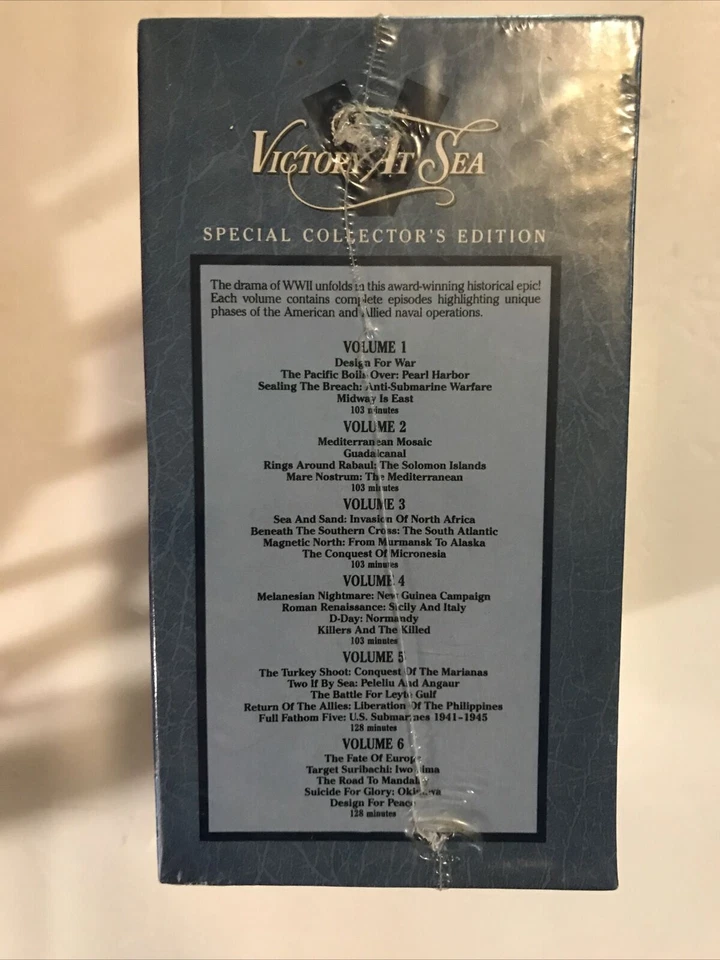 VICTORY AT SEA
SPECIAL COLLECTOR'S EDITION
The drama of WWII unfolds in this award-winning historical epic!
Each volume contains complete episodes highlighting unique
phases of the American and Allied naval operations.
VOLUME 1
Design For War
The Pacific Boils Over: Pearl Harbor
Sealing The Breach: Anti-Submarine Warfare
Midway Is East
103 minutes
VOLUME 2
Mediterranean Mosaic
Guadalcanal
Rings Around Rabaul: The Solomon Islands
Mare Nostrum: The Mediterranean
103 minutes
VOLUME 3
Sea And Sand: Invasion Of North Africa
Beneath The Southern Cross: The South Atlantic
Magnetic North: From Murmansk To Alaska
The Conquest Of Micronesia
103 minutes
VOLUME 4
Melanesian Nightmare: New Guinea Campaign
Roman Renaissance: Sicily And Italy
D-Day: Normandy
Killers And The Killed
103 minutes
VOLUME 5
The Turkey Shoot: Conquest Of The Marianas
Two If By Sea: Peleliu And Angaur
The Battle For Leyte Gulf
Return Of The Allies: Liberation Of The Philippines
Full Fathom Five: U.S. Submarines 1941-1945
128 minutes
VOLUME 6
The Fate Of Europe
Target Suribachi: Iwo Jima
The Road To Mandalay
Suicide For Glory: Okinawa
Design For Peace
128 minutes